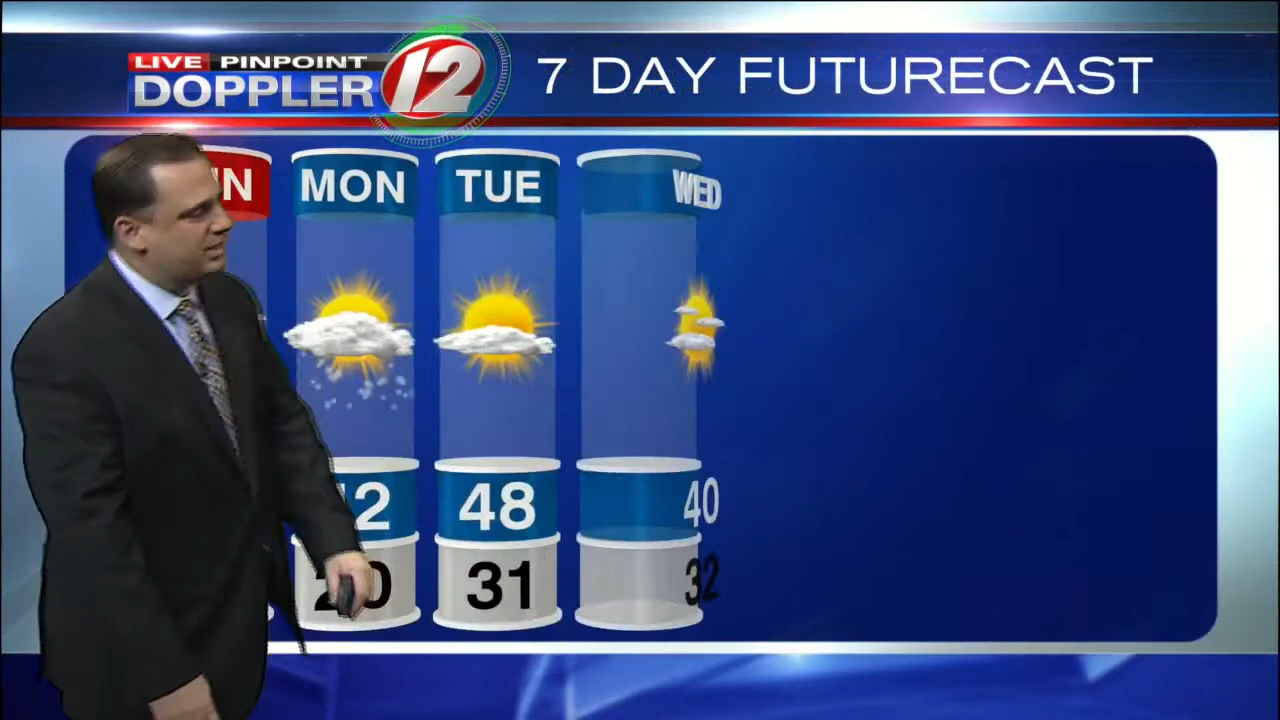 LIVE PINPOINT
DOPPLER 12
7 DAY FUTURECAST
MON TUE WED
48 40
31 32